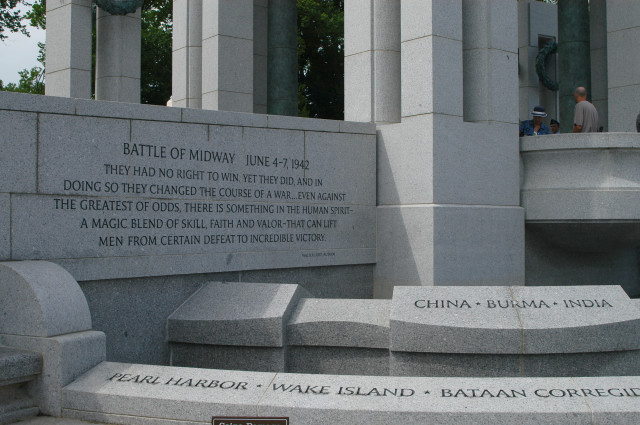 BATTLE OF MIDWAY JUNE 4-7, 1942
THEY HAD NO RIGHT TO WIN. YET THEY DID, AND IN
DOING SO THEY CHANGED THE COURSE OF A WAR...EVEN AGAINST
THE GREATEST OF ODDS, THERE IS SOMETHING IN THE HUMAN SPIRIT-
A MAGIC BLEND OF SKILL, FAITH AND VALOR-THAT CAN LIFT
MEN FROM CERTAIN DEFEAT TO INCREDIBLE VICTORY.
CHINA • BURMA • INDIA
PEARL HARBOR • WAKE ISLAND • BATAAN CORREGID